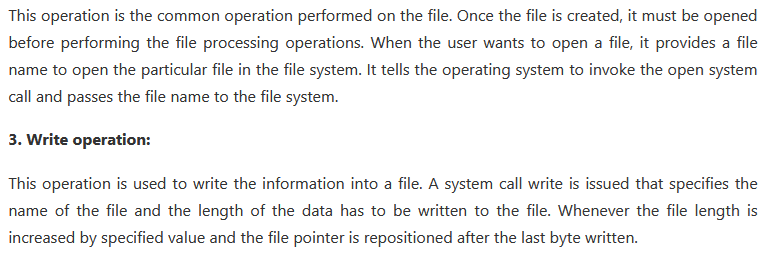 This operation is the common operation performed on the file. Once the file is created, it must be opened
before performing the file processing operations. When the user wants to open a file, it provides a file
name to open the particular file in the file system. It tells the operating system to invoke the open system
call and passes the file name to the file system.
3. Write operation:
This operation is used to write the information into a file. A system call write is issued that specifies the
name of the file and the length of the data has to be written to the file. Whenever the file length is
increased by specified value and the file pointer is repositioned after the last byte written.